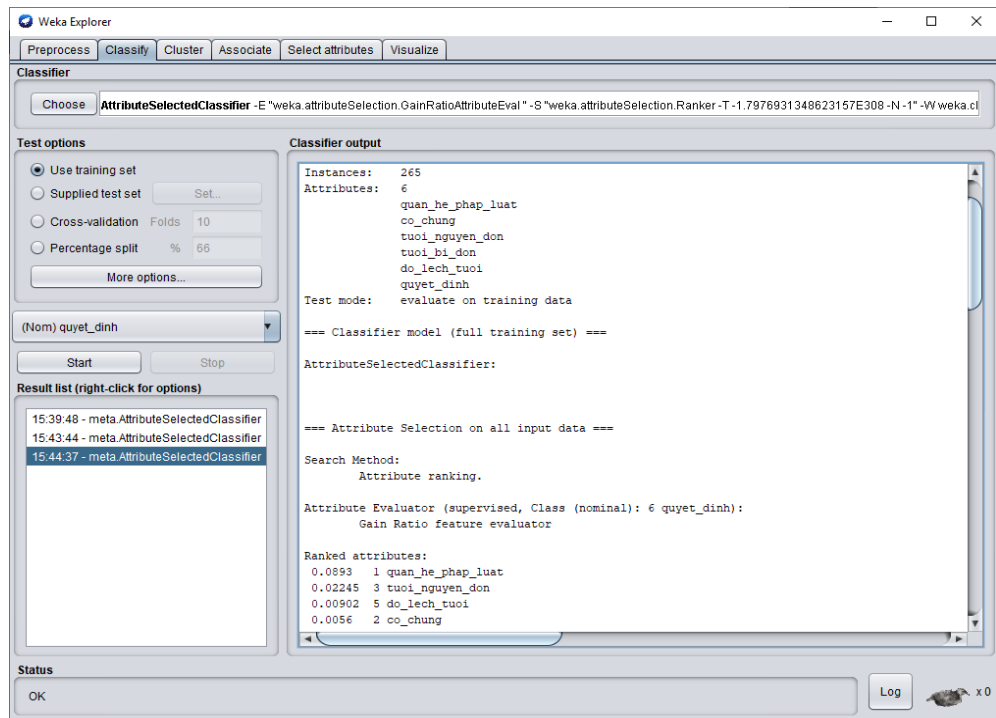 Weka Explorer
Preprocess Classify Cluster Associate Select attributes Visualize
Classifier
Choose AttributeSelectedClassifier -E "weka.attributeSelection.GainRatioAttributeEval " -S "weka.attributeSelection.Ranker -T -1.7976931348623157E308 -N -1" -W weka.cl
Test options
Use training set
Supplied test set Set...
Cross-validation Folds 10
Percentage split % 66
More options...
(Nom) quyet_dinh
Start Stop
Result list (right-click for options)
15:39:48 - meta.AttributeSelectedClassifier
15:43:44 - meta.AttributeSelectedClassifier
15:44:37 - meta.AttributeSelectedClassifier
Classifier output
Instances: 265
Attributes: 6
quan_he_phap_luat
co_chung
tuoi_nguyen_don
tuoi_bi_don
do_lech_tuoi
quyet_dinh
Test mode: evaluate on training data
=== Classifier model (full training set) ===
AttributeSelectedClassifier:
=== Attribute Selection on all input data ===
Search Method:
Attribute ranking.
Attribute Evaluator (supervised, Class (nominal): 6 quyet_dinh):
Gain Ratio feature evaluator
Ranked attributes:
0.0893 1 quan_he_phap_luat
0.02245 3 tuoi_nguyen_don
0.00902 5 do_lech_tuoi
0.0056 2 co_chung
Status
OK
Log
x 0